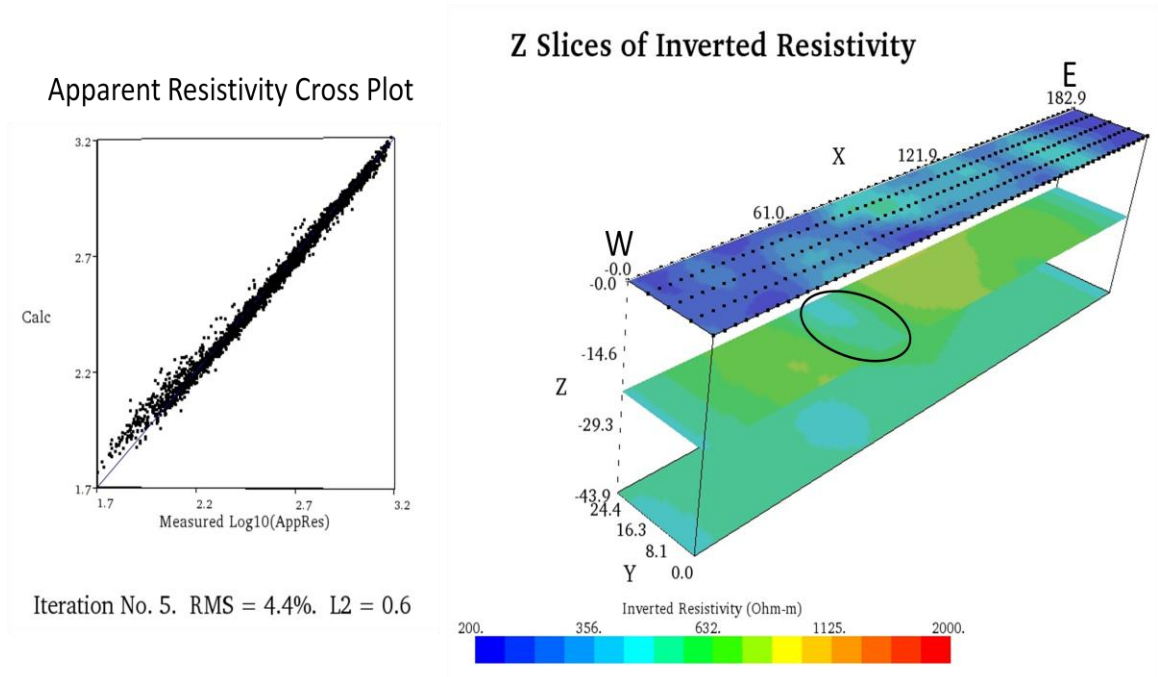 Apparent Resistivity Cross Plot
3.2
2.7
Calc
2.2
1.7
1.7 2.2 2.7 3.2
Measured Log10(AppRes)
Iteration No. 5. RMS = 4.4%. L2 = 0.6
Z Slices of Inverted Resistivity
E
182.9
X
121.9
61.0
W
-0.0
-0.0
-14.6
Z
-29.3
-43.9
24.4
16.3
8.1
Y
0.0
Inverted Resistivity (Ohm-m)
200. 356. 632. 1125. 2000.